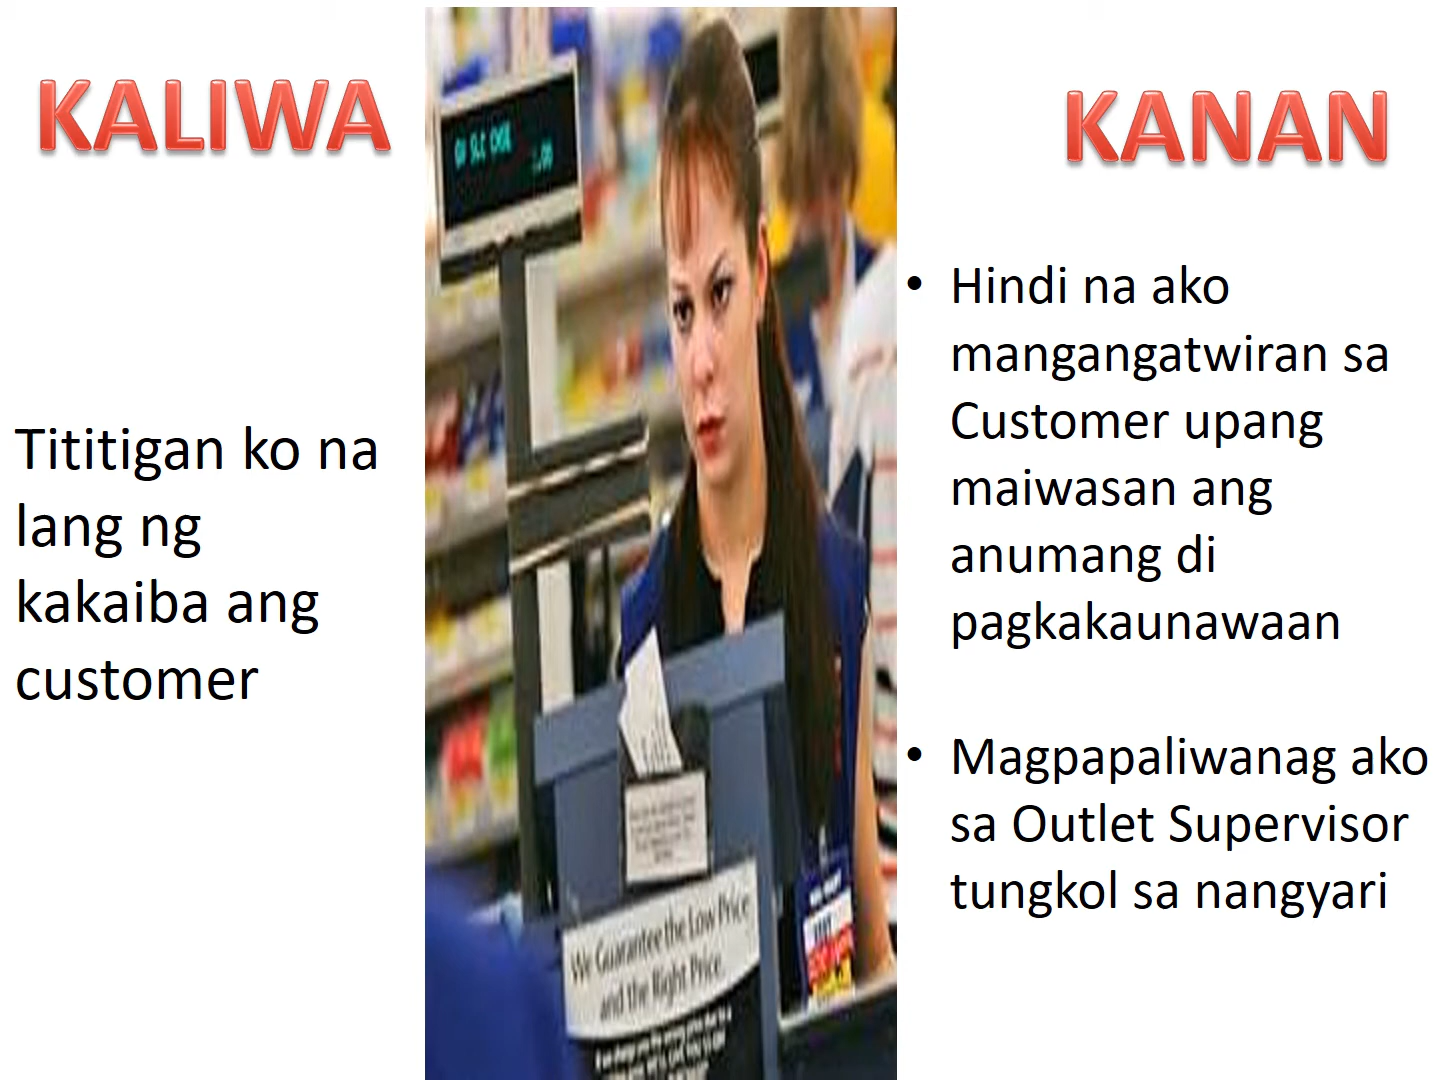 KALIWA
KANAN
Tititigan ko na
lang ng
kakaiba ang
customer
• Hindi na ako
mangangatwiran sa
Customer upang
maiwasan ang
anumang di
pagkakaunawaan
• Magpapaliwanag ako
sa Outlet Supervisor
tungkol sa nangyari
We Guarantee the Low Price
and the Right Price.